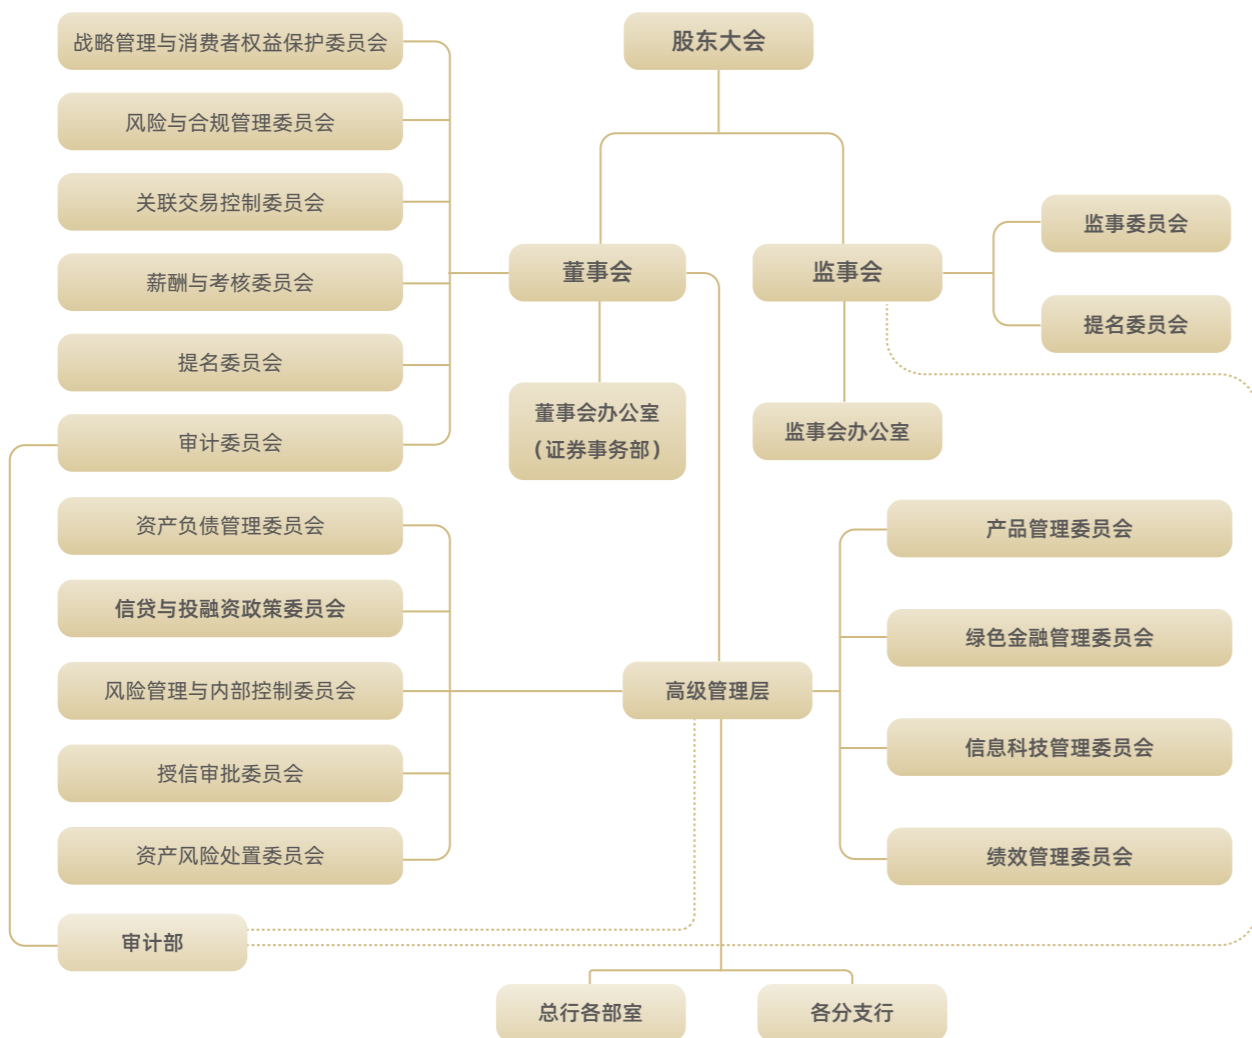 股东大会
战略管理与消费者权益保护委员会
风险与合规管理委员会
关联交易控制委员会
薪酬与考核委员会
提名委员会
审计委员会
董事会
监事会
监事委员会
提名委员会
董事会办公室
（证券事务部）
监事会办公室
资产负债管理委员会
信贷与投融资政策委员会
风险管理与内部控制委员会
授信审批委员会
资产风险处置委员会
高级管理层
产品管理委员会
绿色金融管理委员会
信息科技管理委员会
绩效管理委员会
审计部
总行各部室
各分支行